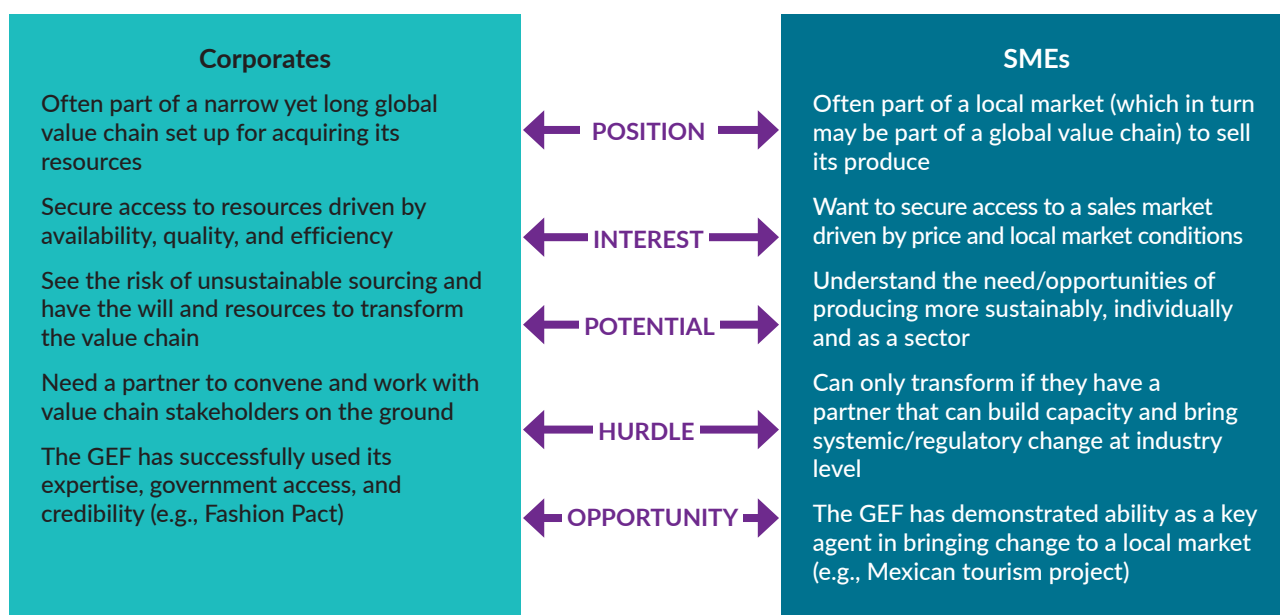 Corporates
Often part of a narrow yet long global
value chain set up for acquiring its
resources
Secure access to resources driven by
availability, quality, and efficiency
See the risk of unsustainable sourcing and
have the will and resources to transform
the value chain
Need a partner to convene and work with
value chain stakeholders on the ground
The GEF has successfully used its
expertise, government access, and
credibility (e.g., Fashion Pact)
POSITION
INTEREST
POTENTIAL
HURDLE
OPPORTUNITY
SMEs
Often part of a local market (which in turn
may be part of a global value chain) to sell
its produce
Want to secure access to a sales market
driven by price and local market conditions
Understand the need/opportunities of
producing more sustainably, individually
and as a sector
Can only transform if they have a
partner that can build capacity and bring
systemic/regulatory change at industry
level
The GEF has demonstrated ability as a key
agent in bringing change to a local market
(e.g., Mexican tourism project)